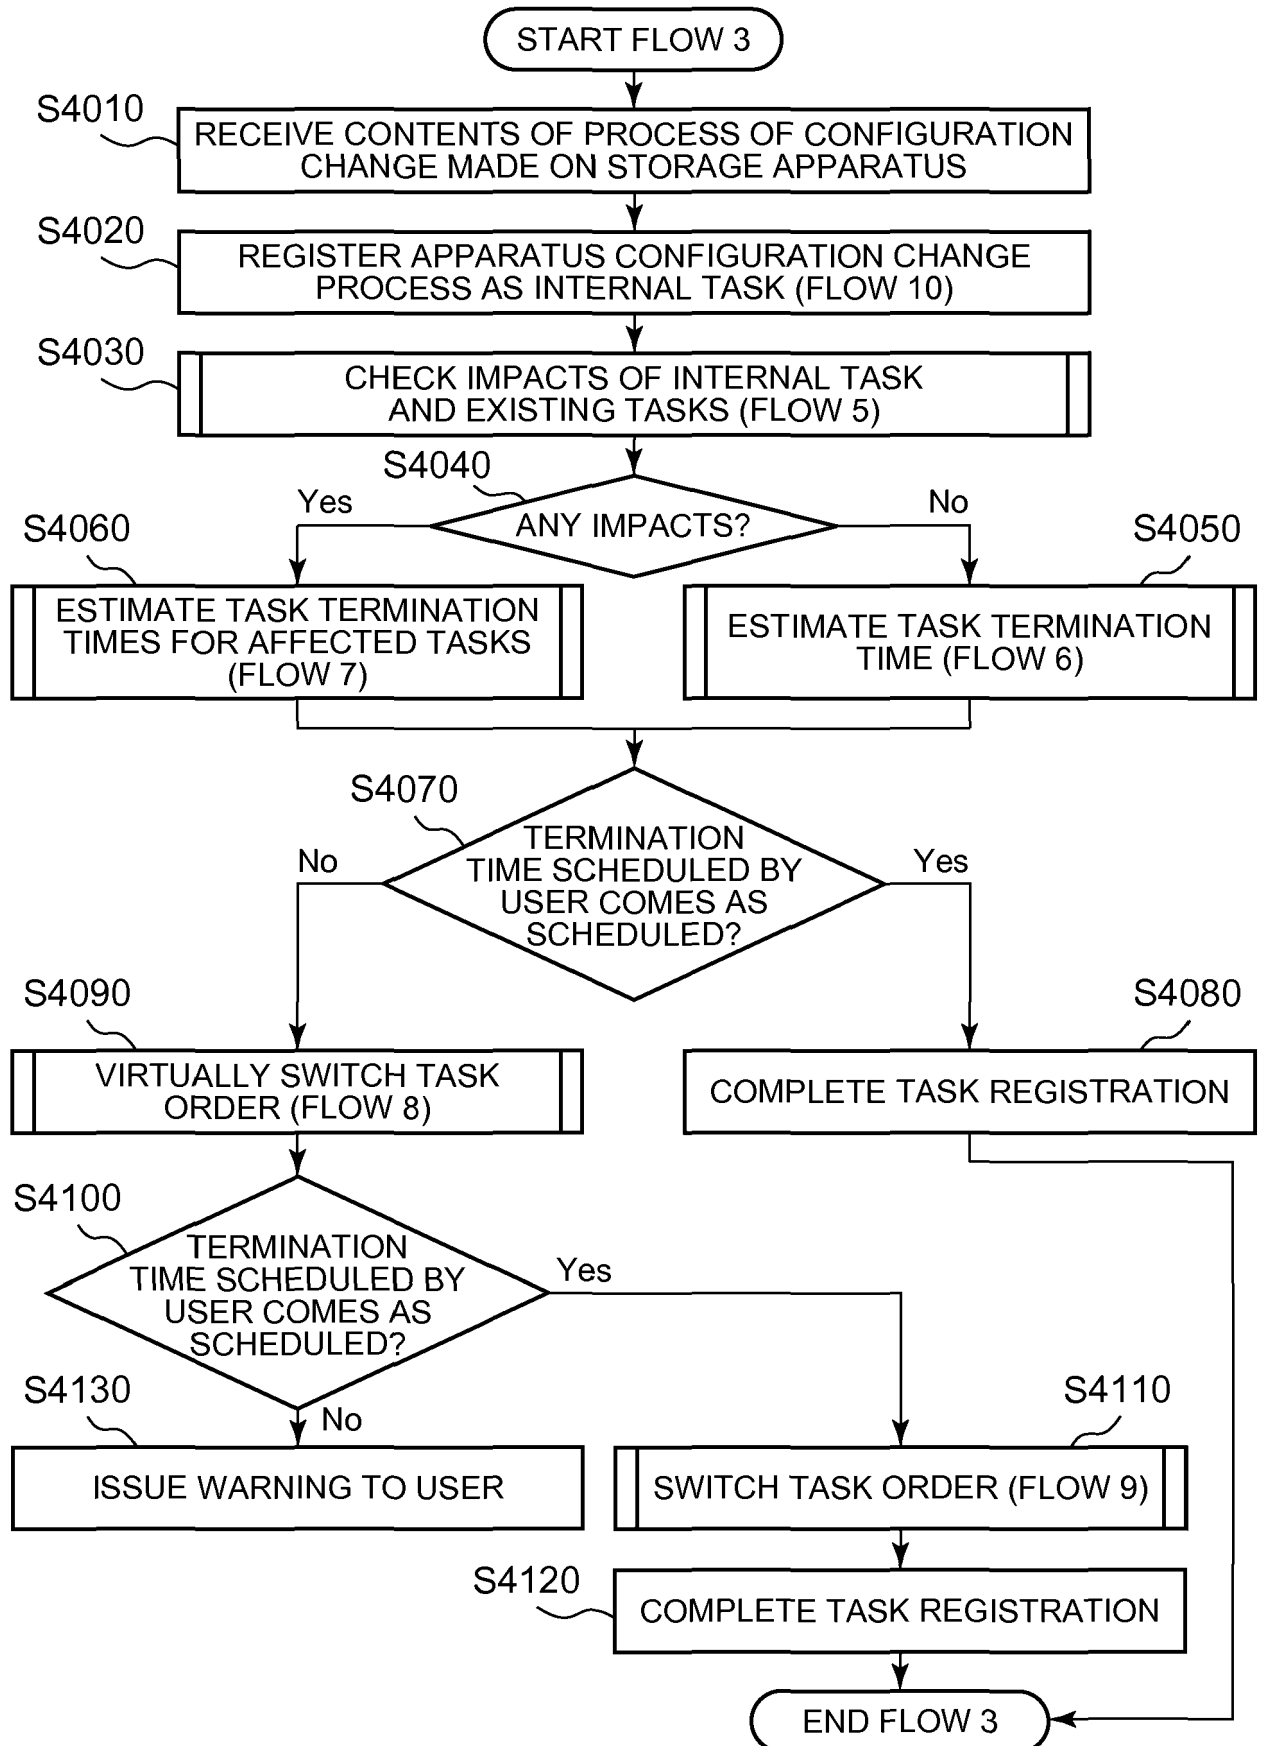 START FLOW 3
S4010
RECEIVE CONTENTS OF PROCESS OF CONFIGURATION
CHANGE MADE ON STORAGE APPARATUS
S4020
REGISTER APPARATUS CONFIGURATION CHANGE
PROCESS AS INTERNAL TASK (FLOW 10)
S4030
CHECK IMPACTS OF INTERNAL TASK
AND EXISTING TASKS (FLOW 5)
S4040
Yes
ANY IMPACTS?
No
S4060
ESTIMATE TASK TERMINATION
TIMES FOR AFFECTED TASKS
(FLOW 7)
S4050
ESTIMATE TASK TERMINATION
TIME (FLOW 6)
S4070
TERMINATION
TIME SCHEDULED BY
USER COMES AS
SCHEDULED?
No
Yes
S4090
VIRTUALLY SWITCH TASK
ORDER (FLOW 8)
S4080
COMPLETE TASK REGISTRATION
S4100
TERMINATION
TIME SCHEDULED BY
USER COMES AS
SCHEDULED?
Yes
No
S4130
ISSUE WARNING TO USER
S4110
SWITCH TASK ORDER (FLOW 9)
S4120
COMPLETE TASK REGISTRATION
END FLOW 3